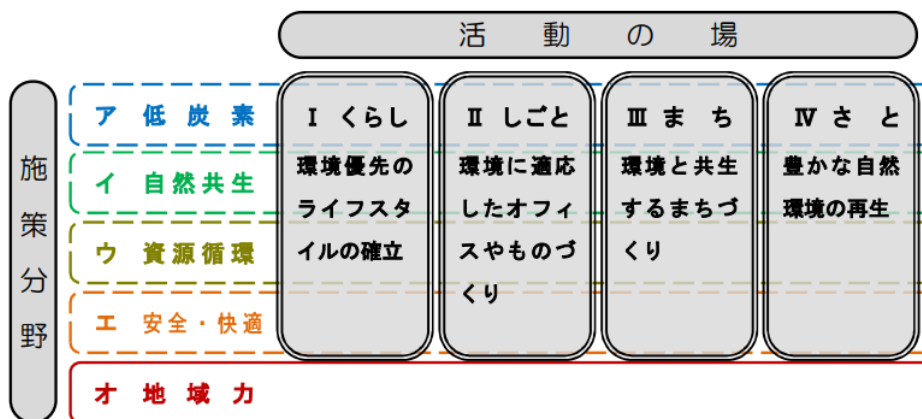 活動の場
施策分野
ア 低炭素
イ 自然共生
ウ 資源循環
エ 安全・快適
オ 地域力
Ⅰ くらし
環境優先の
ライフスタ
イルの確立
Ⅱ しごと
環境に適応
したオフィ
スやものづ
くり
Ⅲ まち
環境と共生
するまちづ
くり
Ⅳ さと
豊かな自然
環境の再生